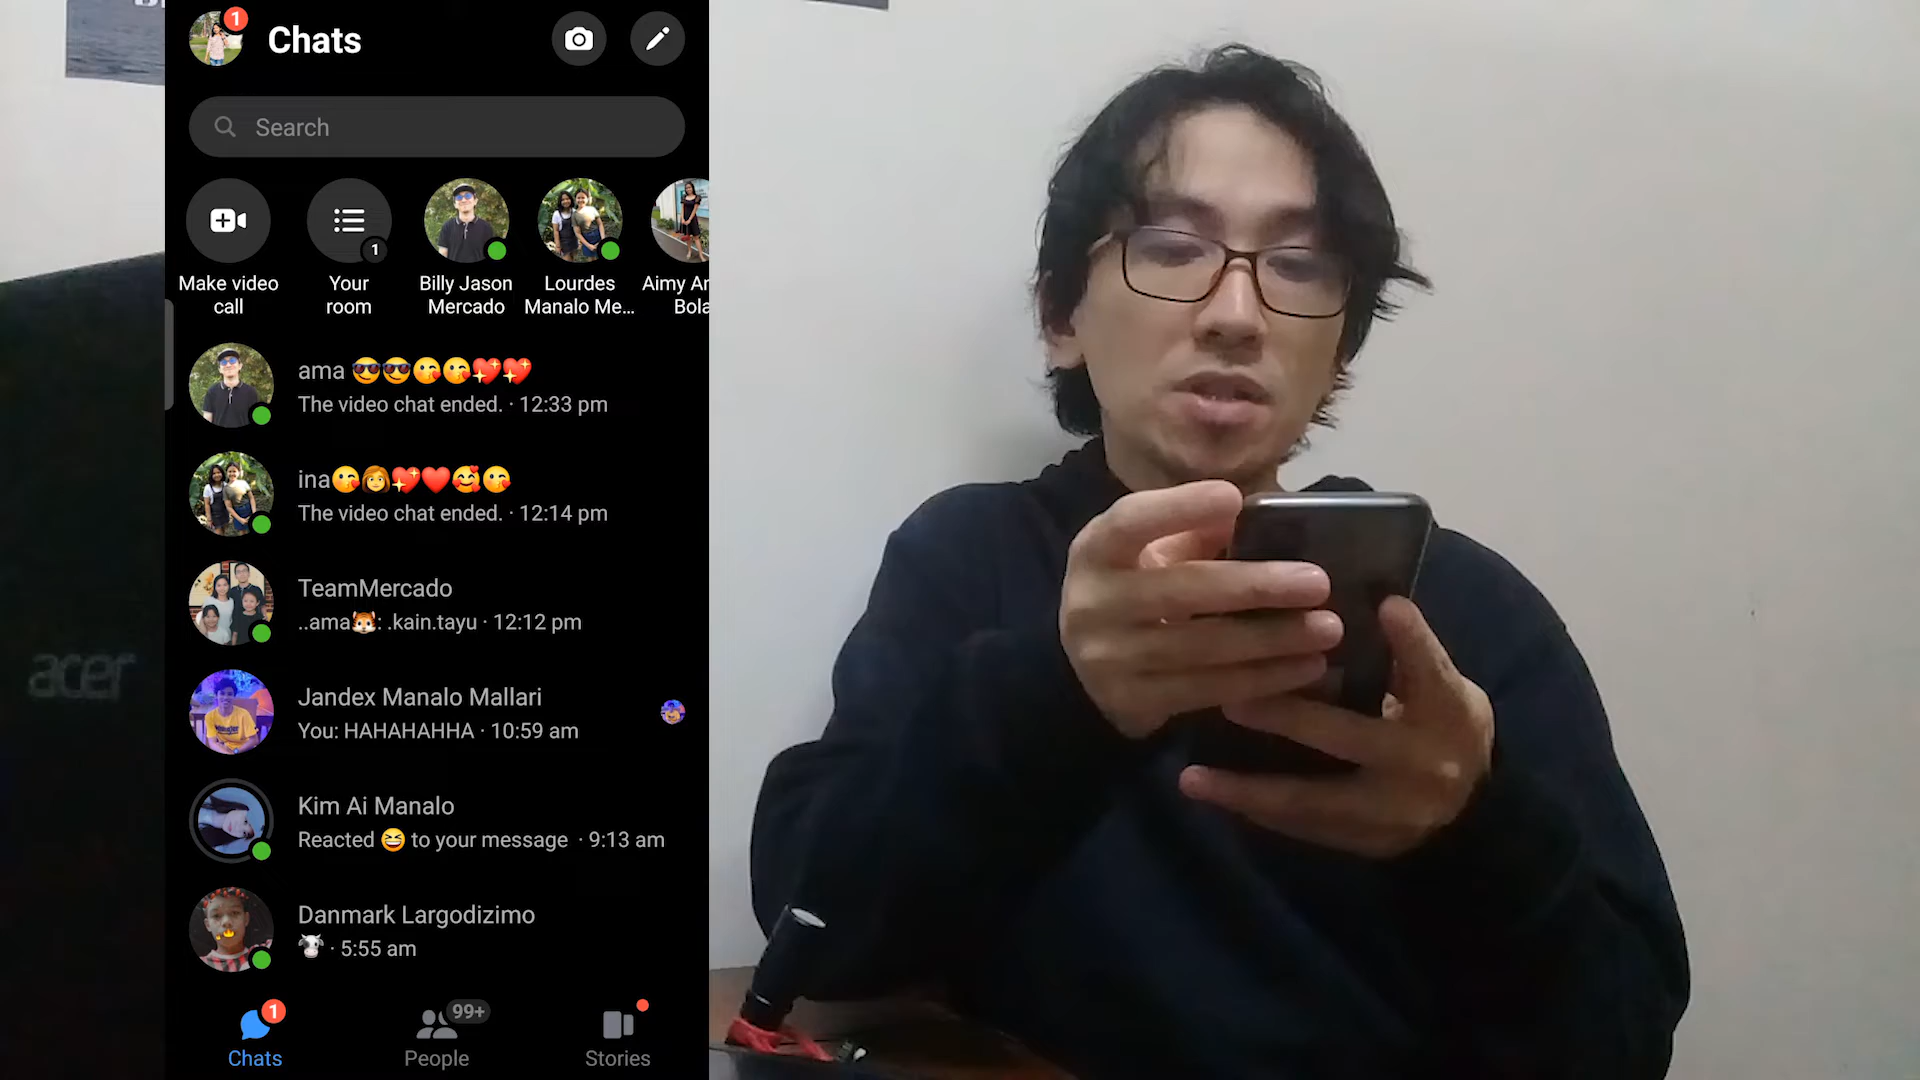 1
Chats
Search
1
Make video
call
Your
room
Billy Jason
Mercado
Lourdes
Manalo Me...
Aimy
Bola
ama 😎😎😘😘💖💖
The video chat ended. · 12:33 pm
ina😘👩💖❤️🥰😘
The video chat ended. · 12:14 pm
TeamMercado
..ama🐯: .kain.tayu · 12:12 pm
Jandex Manalo Mallari
You: HAHAHAHHA · 10:59 am
Kim Ai Manalo
Reacted 😆 to your message · 9:13 am
Danmark Largodizimo
🐮 · 5:55 am
1
99+
Chats
People
Stories
acer